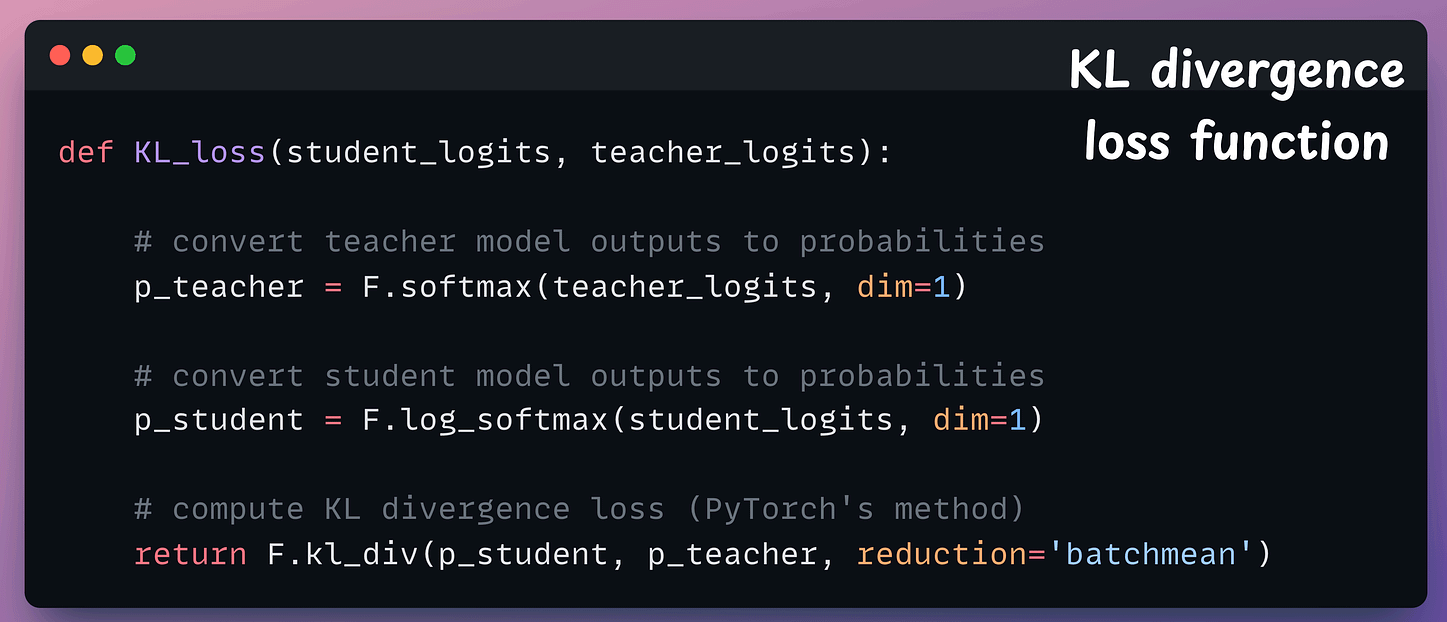 KL divergence
loss function
def KL_loss(student_logits, teacher_logits):
# convert teacher model outputs to probabilities
p_teacher = F.softmax(teacher_logits, dim=1)
# convert student model outputs to probabilities
p_student = F.log_softmax(student_logits, dim=1)
# compute KL divergence loss (PyTorch's method)
return F.kl_div(p_student, p_teacher, reduction='batchmean')